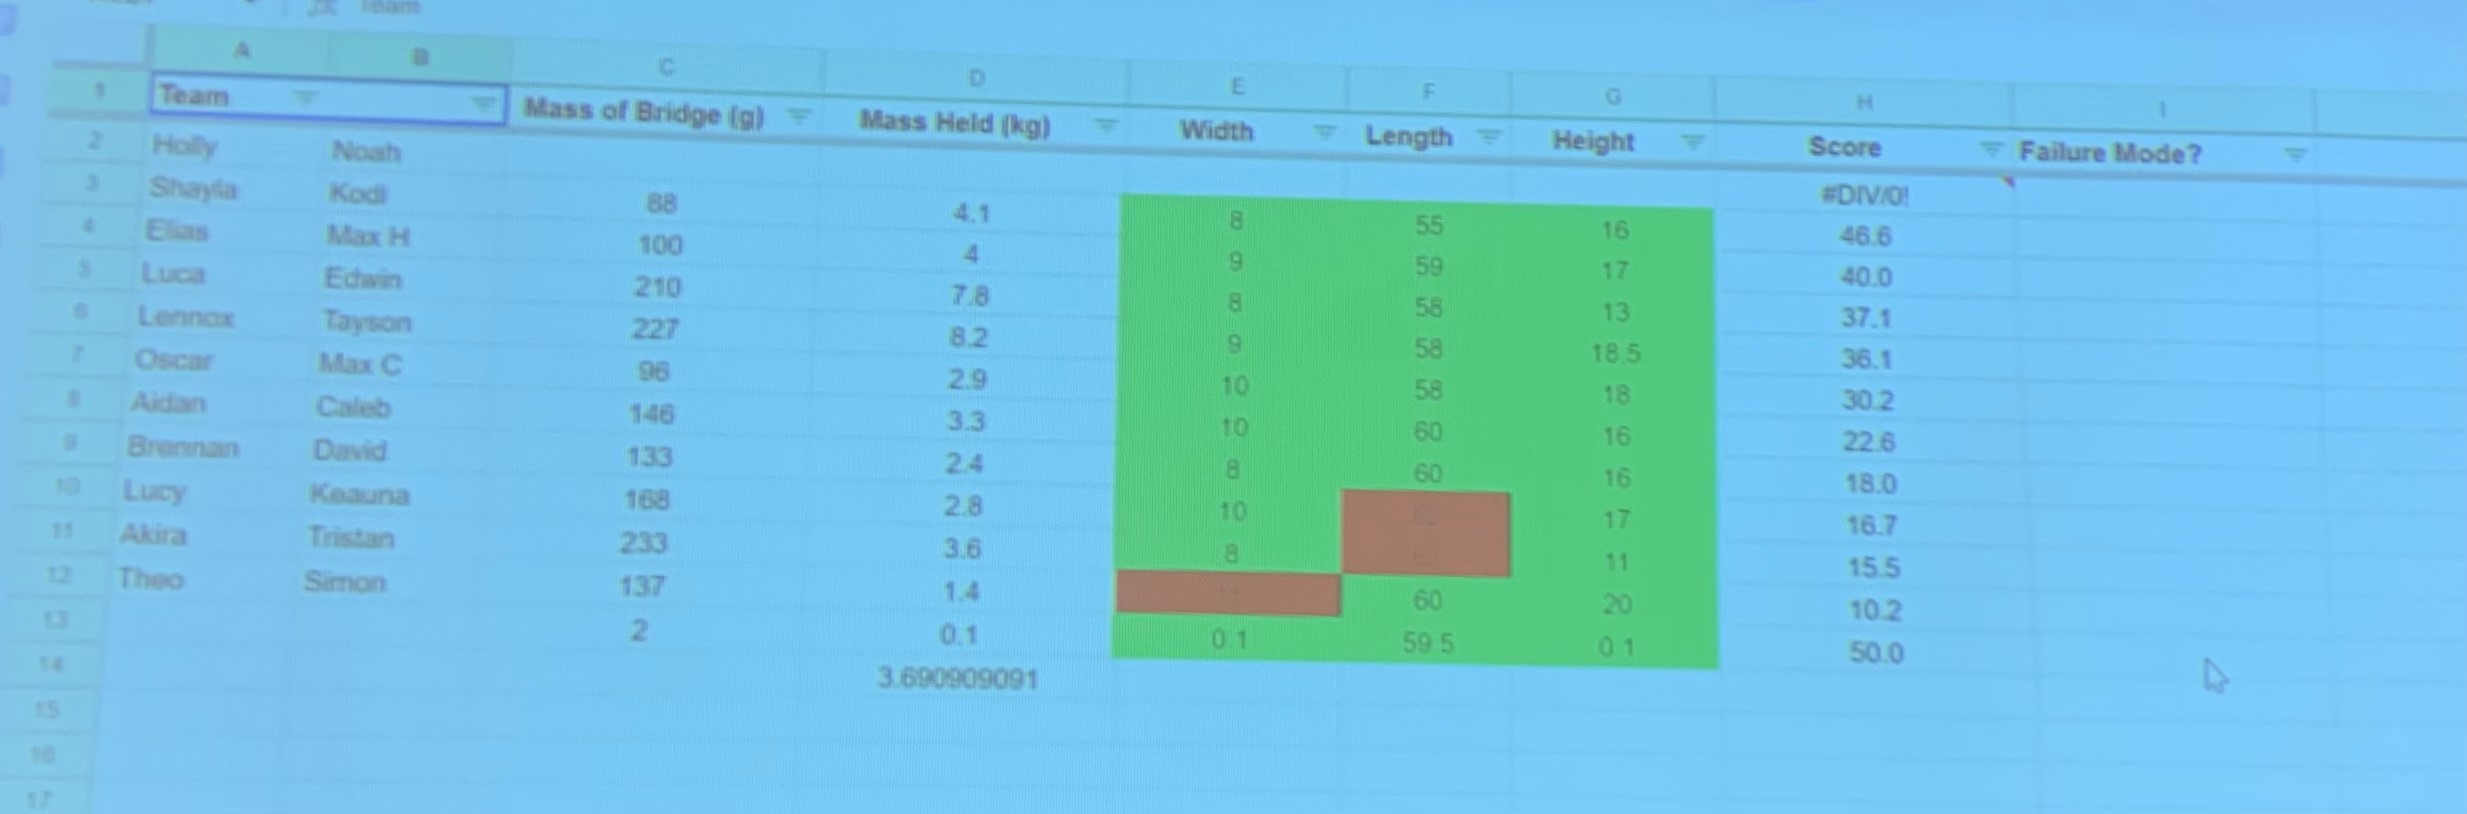 Team
A B C D E F G H I
1 Team Mass of Bridge (g) Mass Held (kg) Width Length Height Score Failure Mode?
2 Holly Noah #DIV/0!
3 Shayla Kodi 88 4.1 8 55 16 46.6
4 Elias Max H 100 4 9 59 17 40.0
5 Luca Edwin 210 7.8 8 58 13 37.1
6 Lennox Tayson 227 8.2 9 58 18.5 36.1
7 Oscar Max C 96 2.9 10 58 18 30.2
8 Aidan Caleb 146 3.3 10 60 16 22.6
9 Brennan David 133 2.4 8 60 16 18.0
10 Lucy Keauna 168 2.8 10 17 16.7
11 Akira Tristan 233 3.6 8 11 15.5
12 Theo Simon 137 1.4 60 20 10.2
13 2 0.1 0.1 59.5 0.1 50.0
14 3.690909091
15
16
17